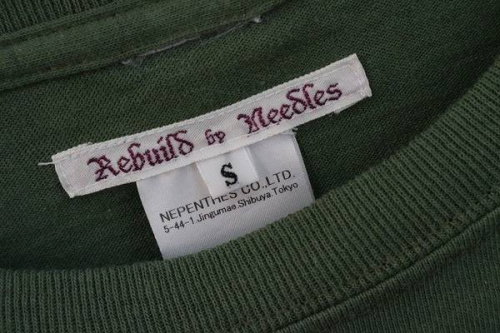 Rebuild by Needles
S
NEPENTHES CO.,LTD.
5-44-1,Jingumae,Shibuya,Tokyo